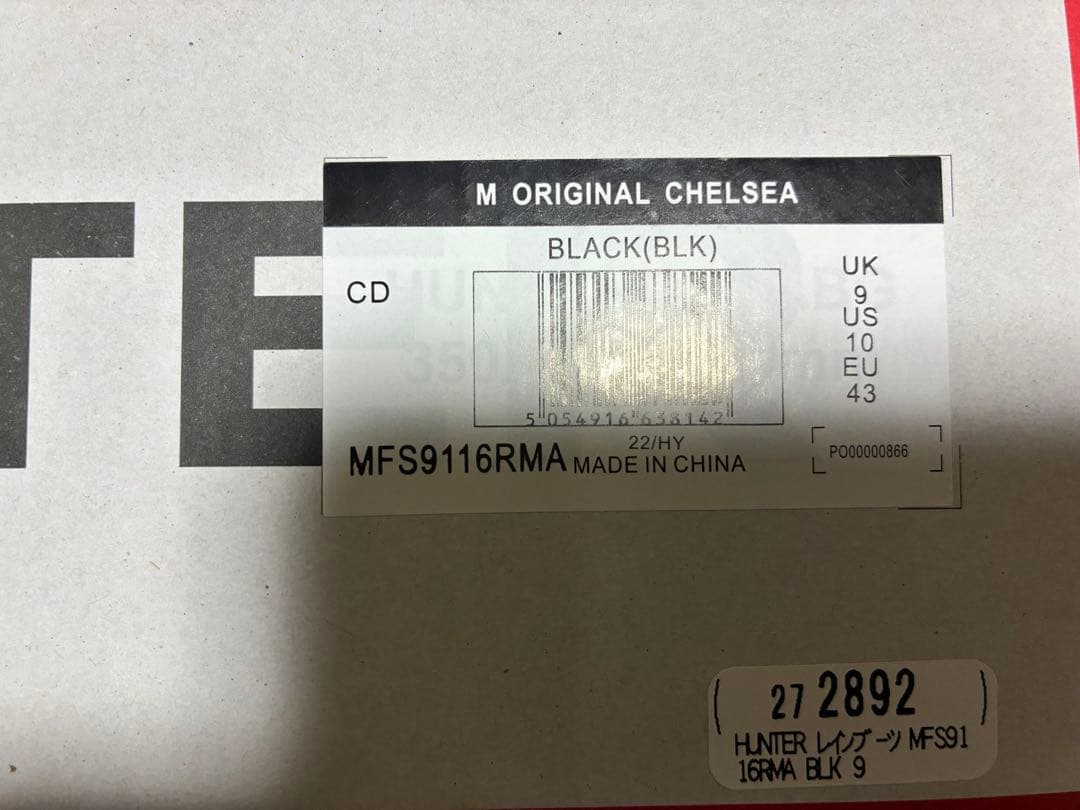 TE
M ORIGINAL CHELSEA
BLACK(BLK)
CD
UK
9
US
10
EU
43
5 054916 638142
22/HY
MFS9116RMA MADE IN CHINA
PO00000866
27 2892
HUNTER レインブーツ MFS91
16RMA BLK 9